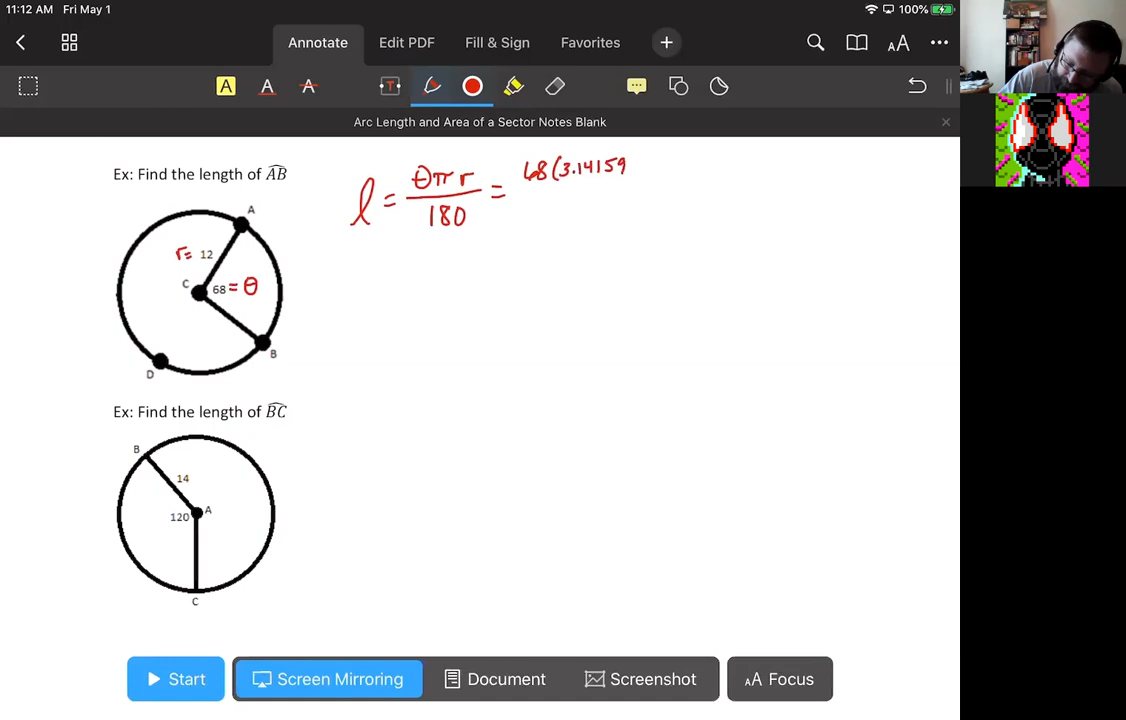 11:12 AM Fri May 1
100%
Annotate
Edit PDF
Fill & Sign
Favorites
AA
A
A
A
T
Arc Length and Area of a Sector Notes Blank
Ex: Find the length of A͡B
l = θπr/180 = 68(3.14159
A
r= 12
C
68 = θ
B
D
Ex: Find the length of B͡C
B
14
A
120
C
Start
Screen Mirroring
Document
Screenshot
AA Focus